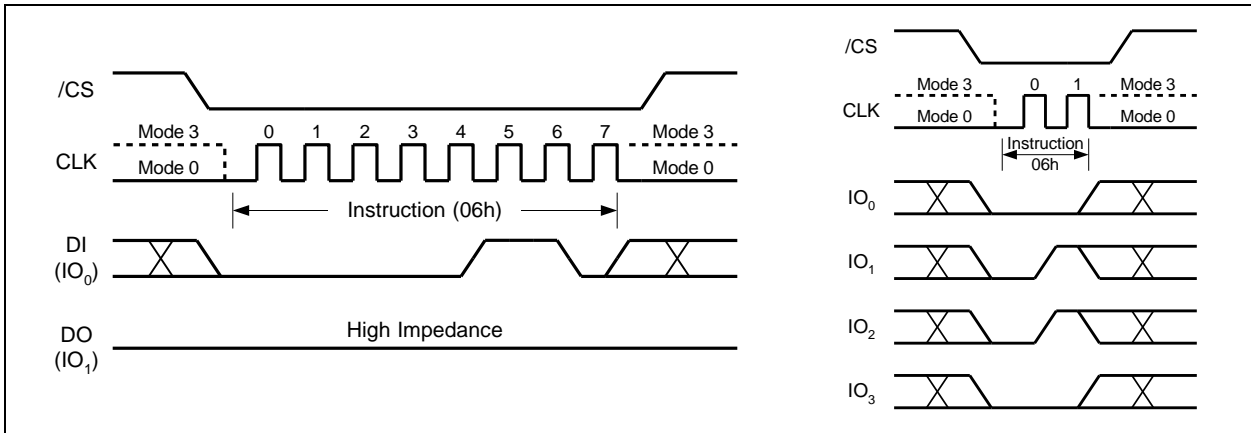 /CS
Mode 3 0 1 2 3 4 5 6 7 Mode 3
CLK
Mode 0 Mode 0
Instruction (06h)
DI
(IO0)
High Impedance
DO
(IO1)
/CS
Mode 3 0 1 Mode 3
CLK
Mode 0 Mode 0
Instruction
06h
IO0
IO1
IO2
IO3